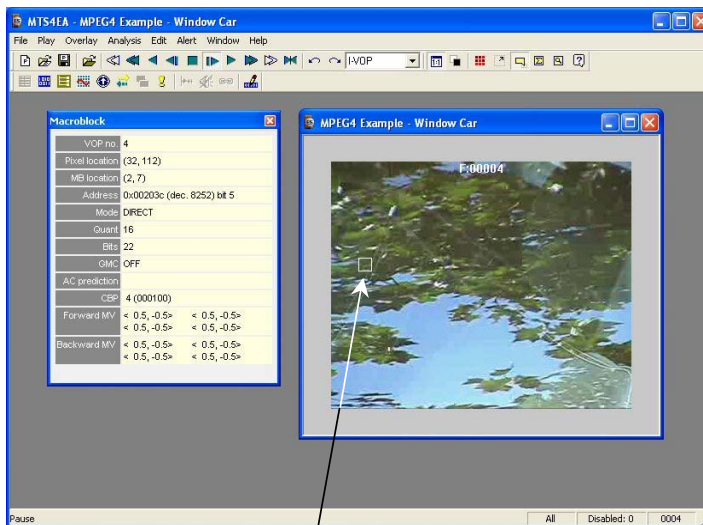 MTS4EA - MPEG4 Example - Window Car
File Play Overlay Analysis Edit Alert Window Help
I-VOP
Macroblock
VOP no. 4
Pixel location (32, 112)
MB location (2, 7)
Address 0x00203c (dec. 8252) bit 5
Mode DIRECT
Quant 16
Bits 22
GMC OFF
AC prediction
CBP 4 (000100)
Forward MV < 0.5, -0.5> < 0.5, -0.5>
< 0.5, -0.5> < 0.5, -0.5>
Backward MV < 0.5, -0.5> < 0.5, -0.5>
< 0.5, -0.5> < 0.5, -0.5>
MPEG4 Example - Window Car
F:00004
Pause All Disabled: 0 0004